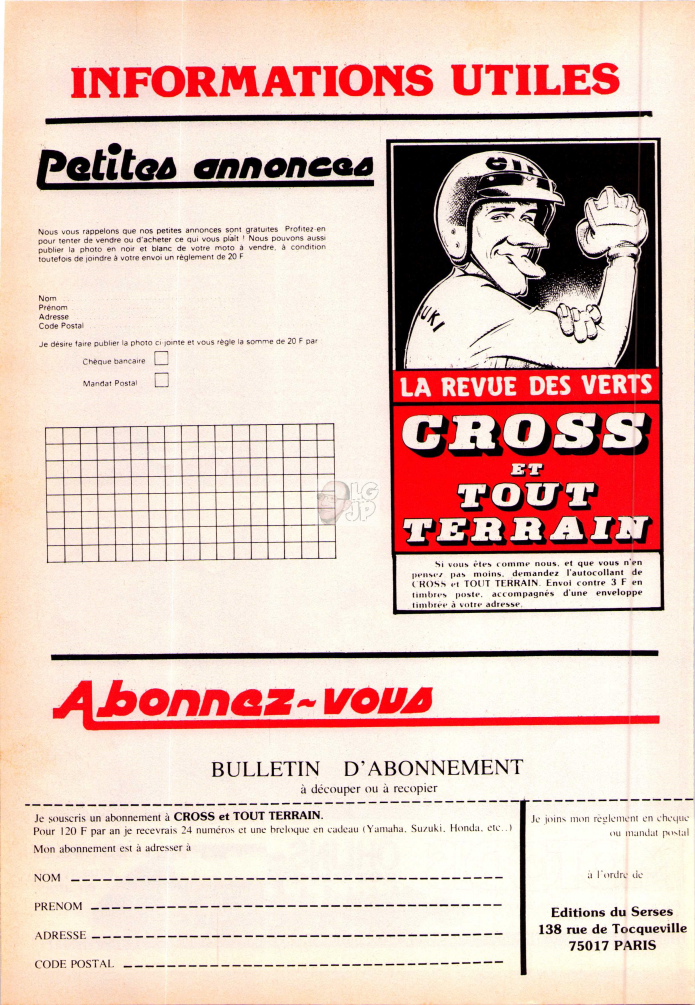 INFORMATIONS UTILES
Petites annonces
Nous vous rappelons que nos petites annonces sont gratuites. Profitez-en
pour tenter de vendre ou d'acheter ce qui vous plaît ! Nous pouvons aussi
publier la photo en noir et blanc de votre moto à vendre, à condition
toutefois de joindre à votre envoi un règlement de 20 F
Nom
Prénom
Adresse
Code Postal
Je désire faire publier la photo ci-jointe et vous règle la somme de 20 F par
Chèque bancaire
Mandat Postal
UKI
LA REVUE DES VERTS
CROSS
ET
TOUT
TERRAIN
Si vous êtes comme nous, et que vous n'en
pensez pas moins, demandez l'autocollant de
CROSS et TOUT TERRAIN. Envoi contre 3 F en
timbres poste, accompagnés d'une enveloppe
timbrée à votre adresse.
LG
JP
Abonnez~vous
BULLETIN D'ABONNEMENT
à découper ou à recopier
Je souscris un abonnement à CROSS et TOUT TERRAIN.
Pour 120 F par an je recevrais 24 numéros et une breloque en cadeau (Yamaha, Suzuki, Honda, etc..)
Mon abonnement est à adresser à
NOM
PRENOM
ADRESSE
CODE POSTAL
Je joins mon règlement en chèque
ou mandat postal
à l'ordre de
Editions du Serses
138 rue de Tocqueville
75017 PARIS